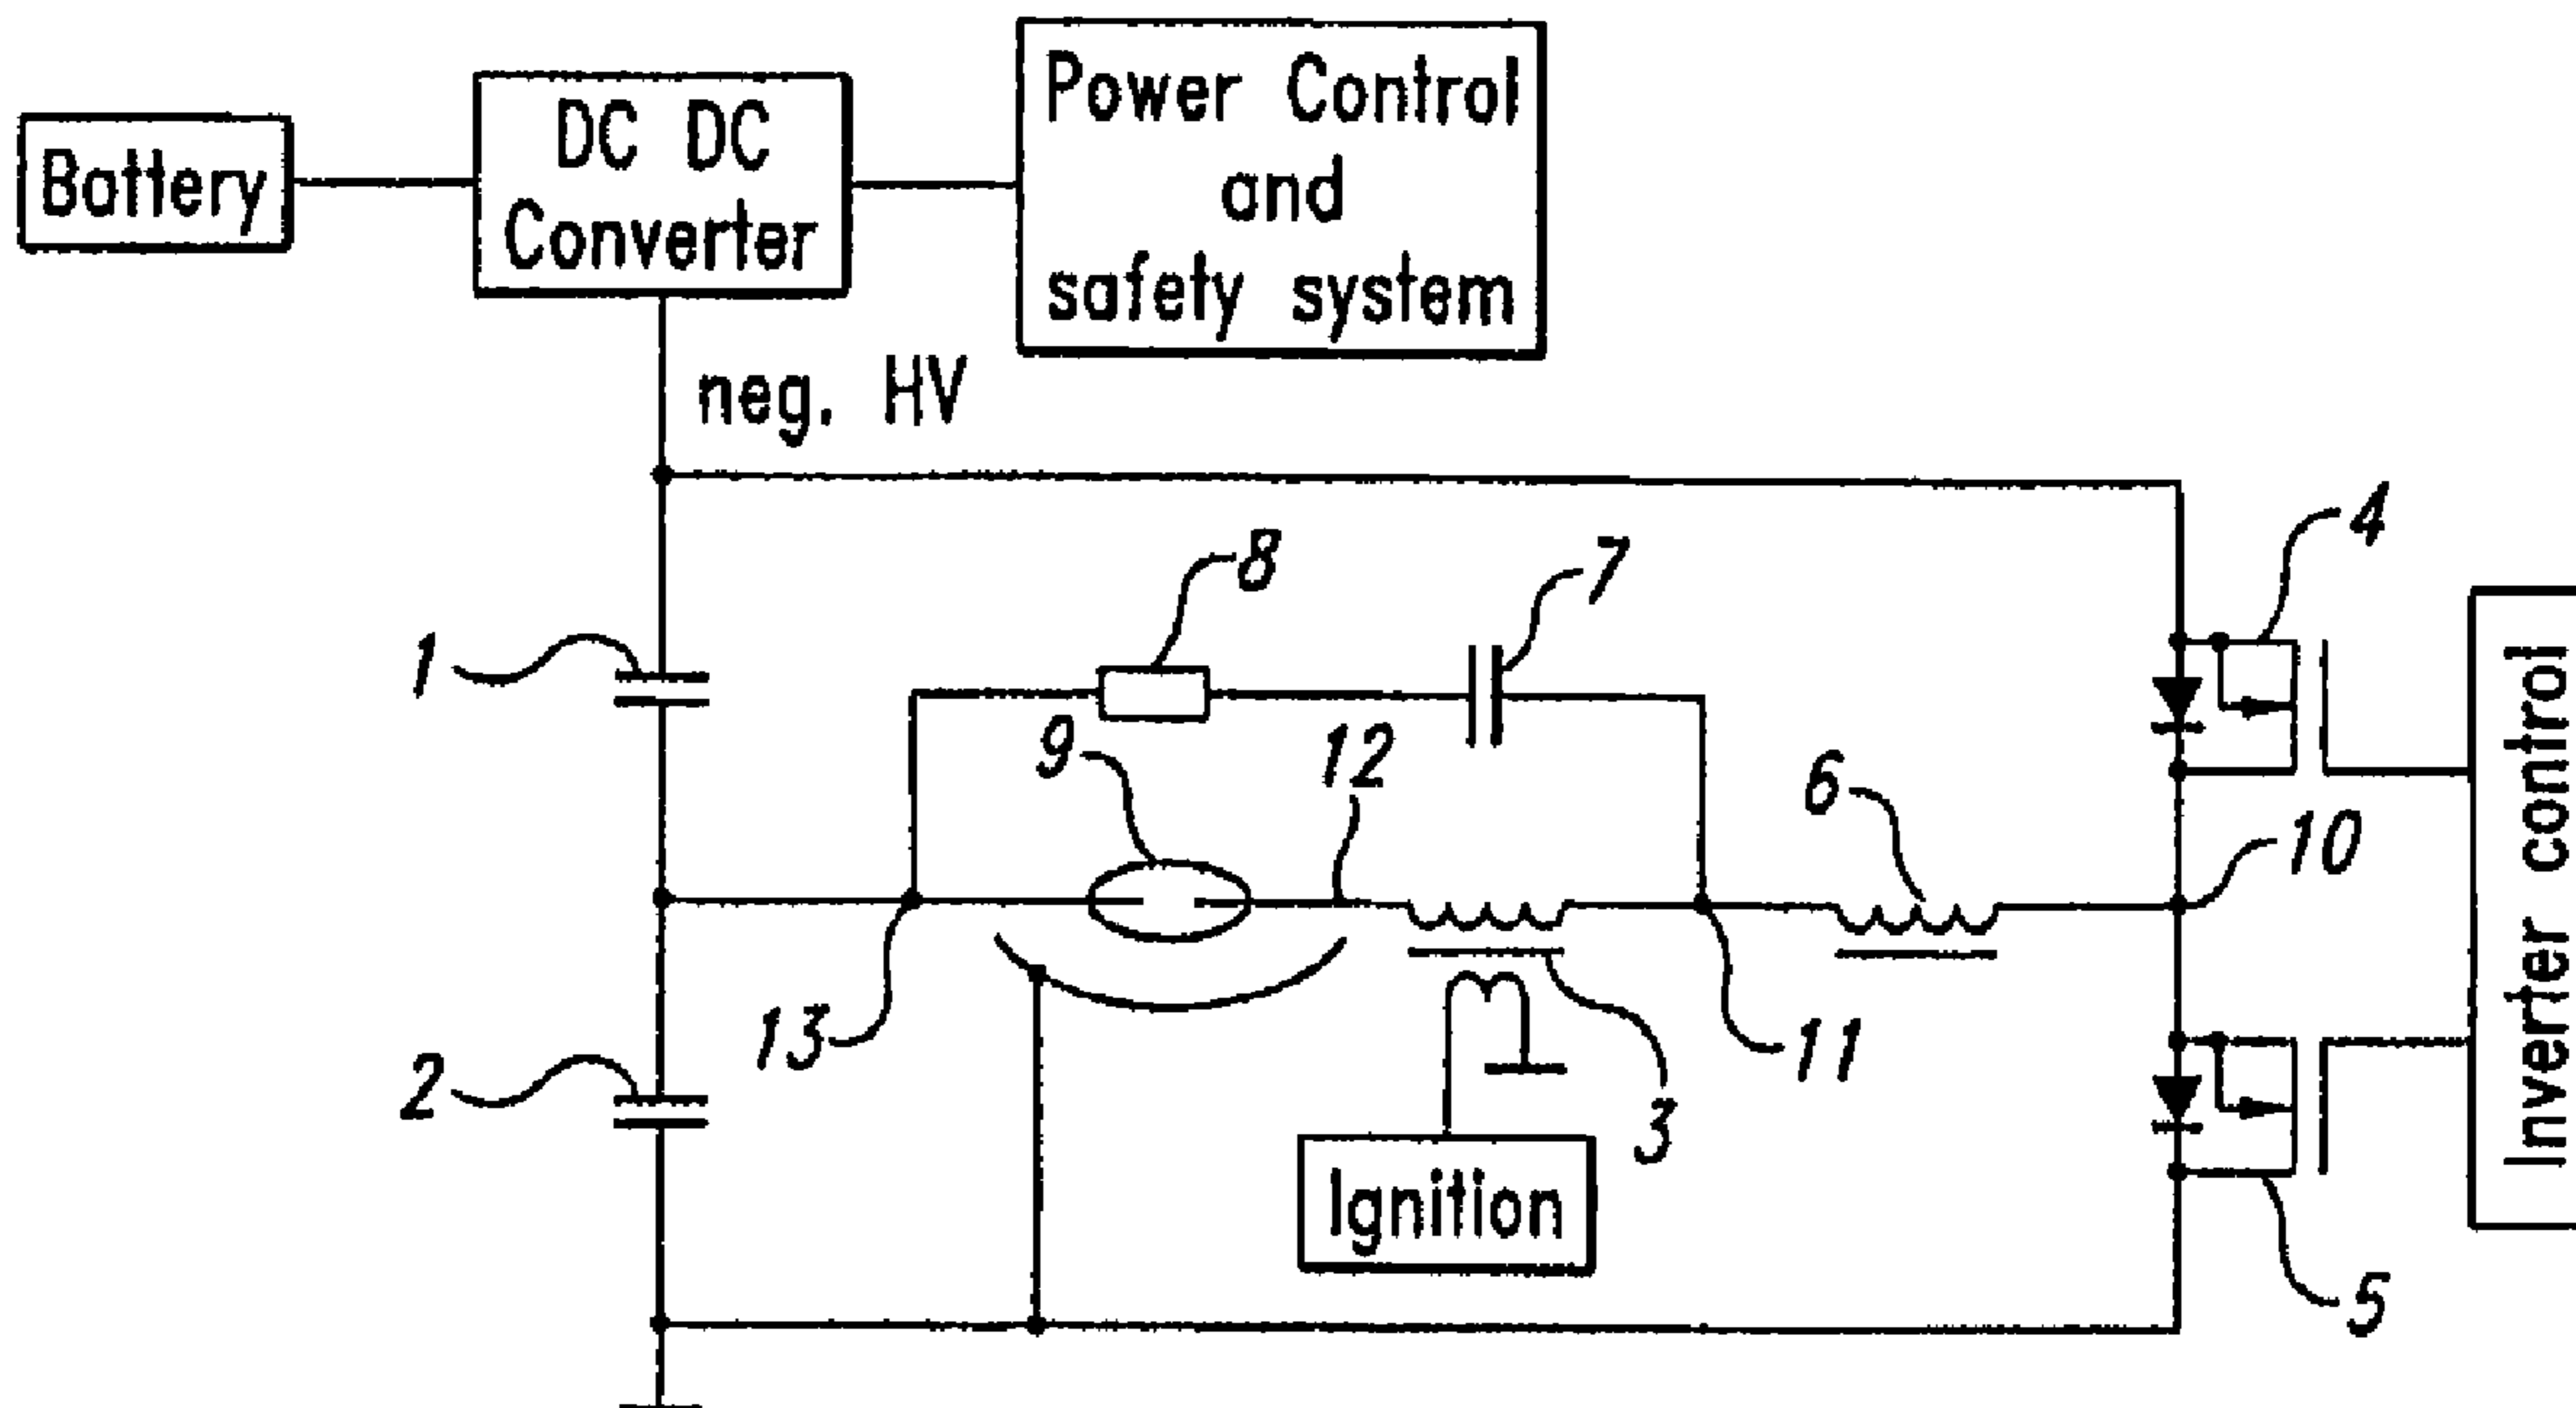 Battery
DC DC
Converter
Power Control
and
safety system
neg. HV
4
8
7
1
9
12
6
10
13
11
2
3
Ignition
5
Inverter control